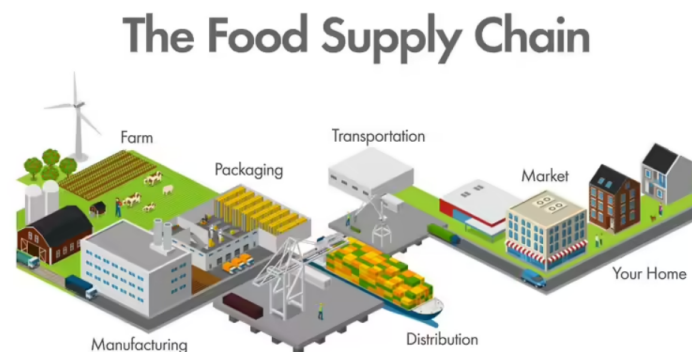 The Food Supply Chain
Farm
Packaging
Transportation
Market
Your Home
Manufacturing
Distribution